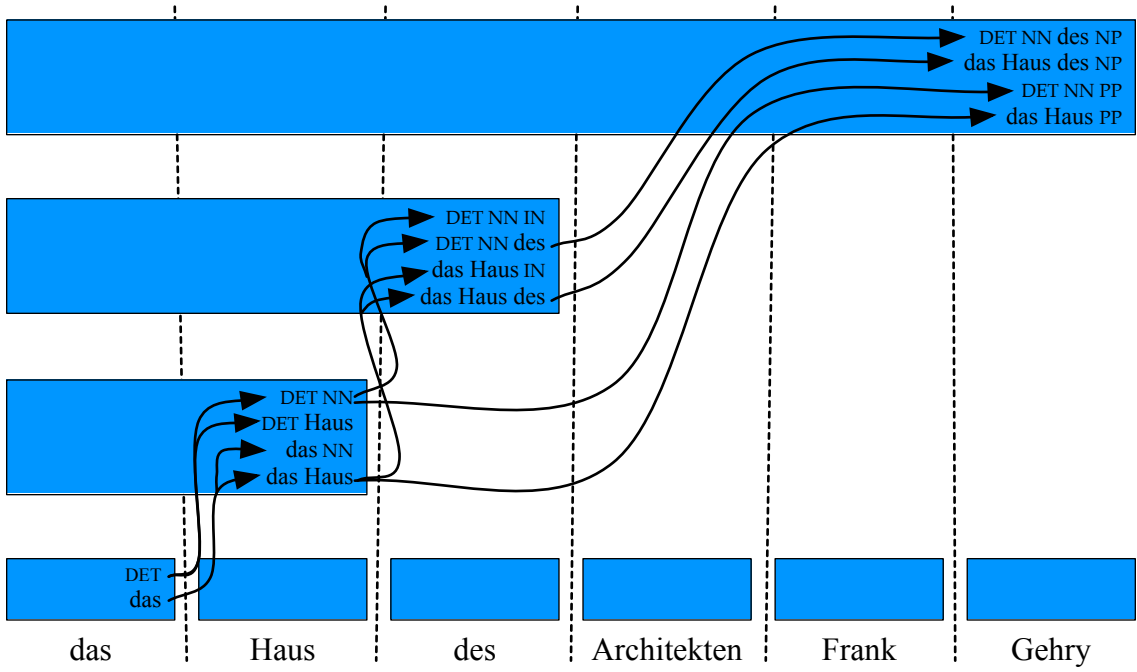 DET NN des NP
das Haus des NP
DET NN PP
das Haus PP
DET NN IN
DET NN des
das Haus IN
das Haus des
DET NN
DET Haus
das NN
das Haus
DET
das
das Haus des Architekten Frank Gehry